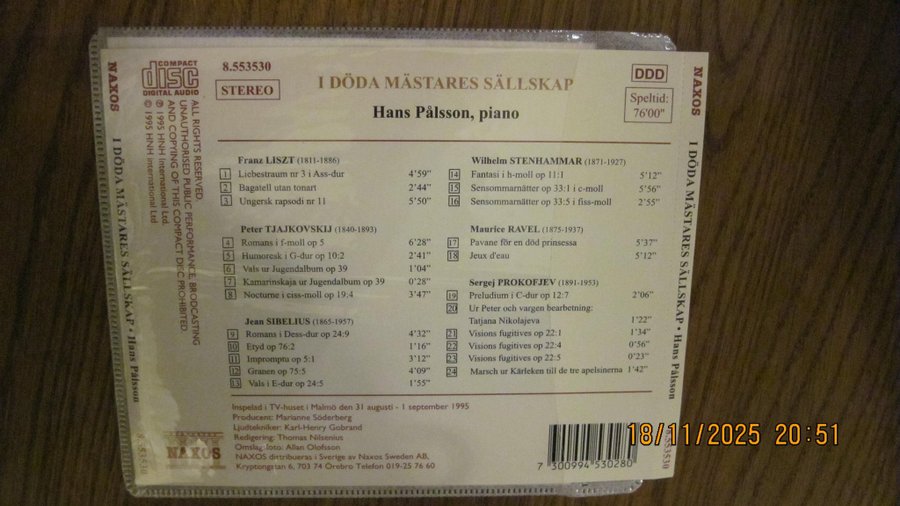 NAXOS
I DÖDA MÄSTARES SÄLLSKAP • Hans Pålsson
8.553530
COMPACT
disc
DIGITAL AUDIO
ALL RIGHTS RESERVED.
UNAUTHORISED PUBLIC PERFORMANCE, BRODCASTING
AND COPYING OF THIS COMPACT DISC PROHIBITED
℗ 1995 HNH International Ltd.
© 1995 HNH International Ltd
NAXOS
8.553530
STEREO
I DÖDA MÄSTARES SÄLLSKAP
Hans Pålsson, piano
DDD
Speltid:
76'00"
Franz LISZT (1811-1886)
1 Liebestraum nr 3 i Ass-dur 4'59"
2 Bagatell utan tonart 2'44"
3 Ungersk rapsodi nr 11 5'50"
Peter TJAJKOVSKIJ (1840-1893)
4 Romans i f-moll op 5 6'28"
5 Humoresk i G-dur op 10:2 2'41"
6 Vals ur Jugendalbum op 39 1'04"
7 Kamarinskaja ur Jugendalbum op 39 0'28"
8 Nocturne i ciss-moll op 19:4 3'47"
Jean SIBELIUS (1865-1957)
9 Romans i Dess-dur op 24:9 4'32"
10 Etyd op 76:2 1'16"
11 Impromptu op 5:1 3'12"
12 Granen op 75:5 4'09"
13 Vals i E-dur op 24:5 1'55"
Wilhelm STENHAMMAR (1871-1927)
14 Fantasi i h-moll op 11:1 5'12"
15 Sensommarnätter op 33:1 i c-moll 5'56"
16 Sensommarnätter op 33:5 i fiss-moll 2'55"
Maurice RAVEL (1875-1937)
17 Pavane för en död prinsessa 5'37"
18 Jeux d'eau 5'12"
Sergej PROKOFJEV (1891-1953)
19 Preludium i C-dur op 12:7 2'06"
20 Ur Peter och vargen bearbetning:
Tatjana Nikolajeva 1'22"
21 Visions fugitives op 22:1 1'34"
22 Visions fugitives op 22:4 0'56"
23 Visions fugitives op 22:5 0'23"
24 Marsch ur Kärleken till de tre apelsinerna 1'42"
Inspelad i TV-huset i Malmö den 31 augusti - 1 september 1995
Producent: Marianne Söderberg
Ljudtekniker: Karl-Henry Gobrand
Redigering: Thomas Nilsenius
Omslag foto: Allan Olofsson
NAXOS distribueras i Sverige av Naxos Sweden AB,
Kryptongatan 6, 703 74 Örebro Telefon 019-25 76 60
7 300994 530280
NAXOS
I DÖDA MÄSTARES SÄLLSKAP • Hans Pålsson
8.553530
18/11/2025 20:51